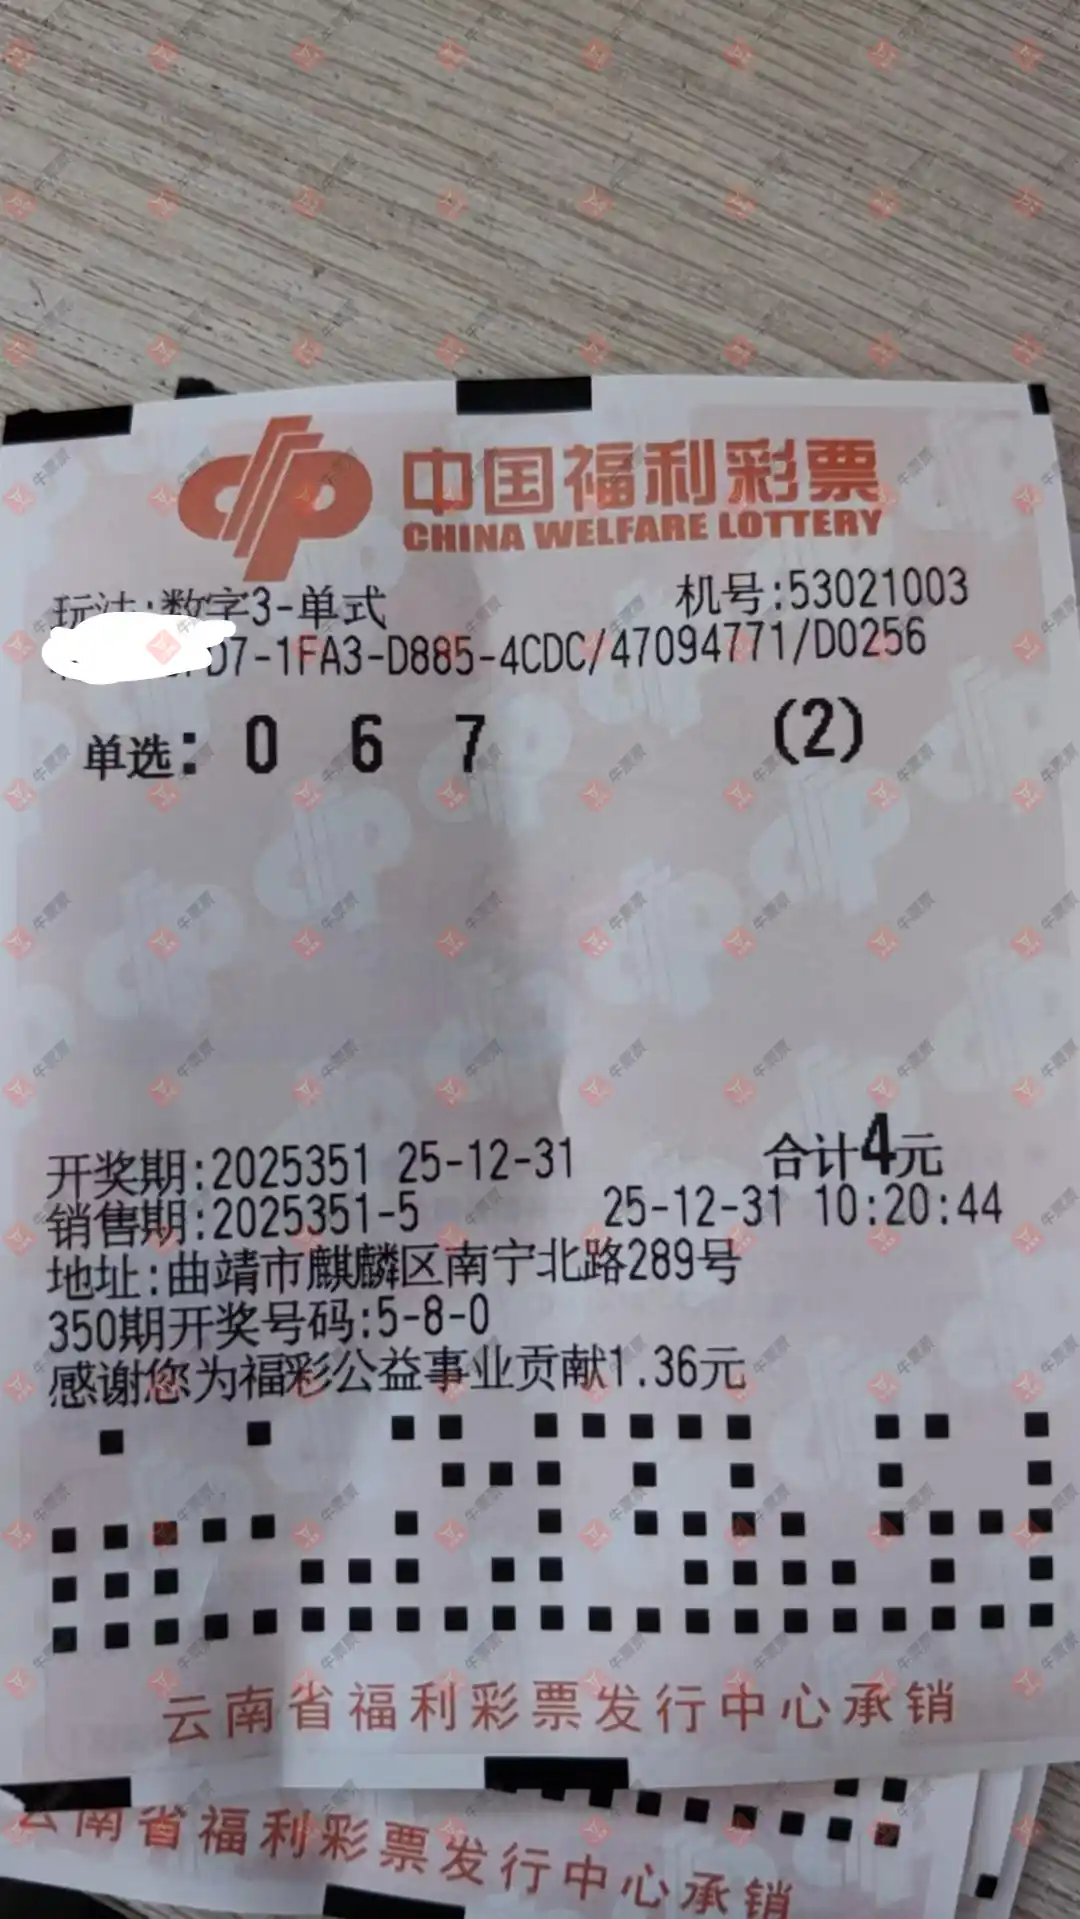 中国福利彩票
CHINA WELFARE LOTTERY
玩法:数字3-单式 机号:53021003
D7-1FA3-D885-4CDC/47094771/D0256
单选: 0 6 7 (2)
开奖期:2025351 25-12-31 合计4元
销售期:2025351-5 25-12-31 10:20:44
地址:曲靖市麒麟区南宁北路289号
350期开奖号码:5-8-0
感谢您为福彩公益事业贡献1.36元
云南省福利彩票发行中心承销
云南省福利彩票发行中心承销